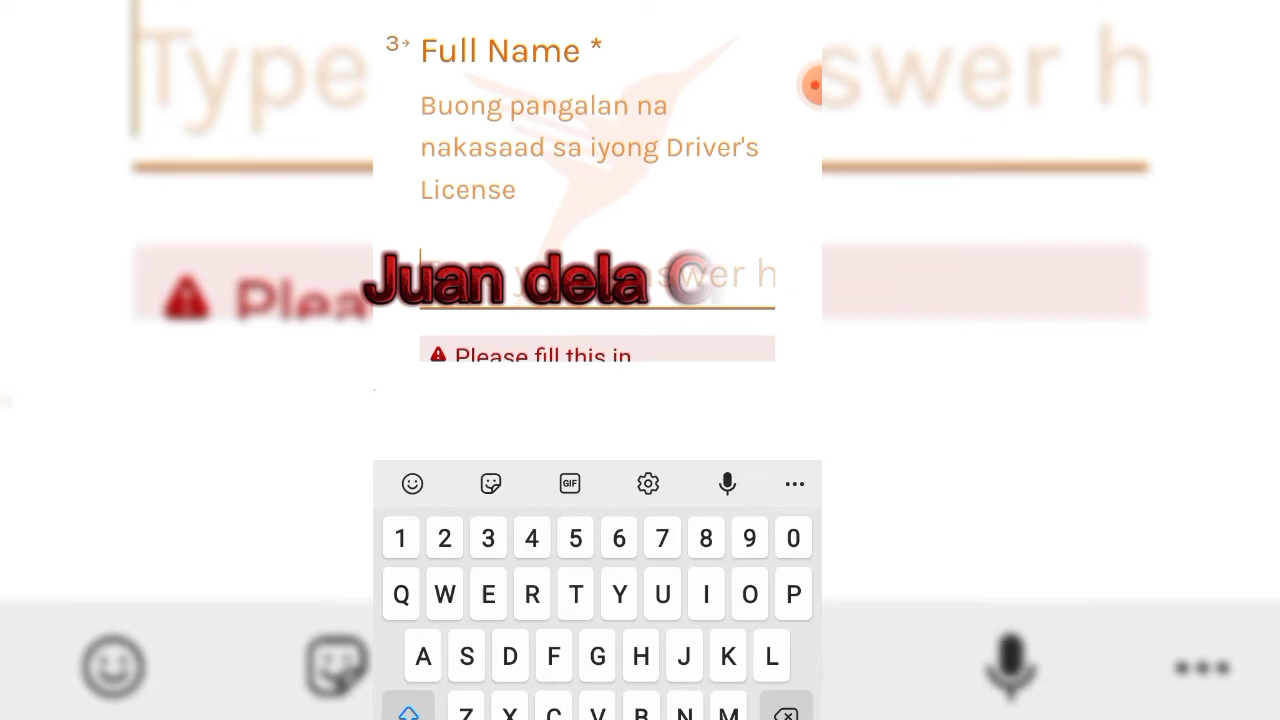 3→ Full Name *
Buong pangalan na
nakasaad sa iyong Driver's
License
Juan dela C
Please fill this in
GIF
1 2 3 4 5 6 7 8 9 0
Q W E R T Y U I O P
A S D F G H J K L
Z X C V B N M